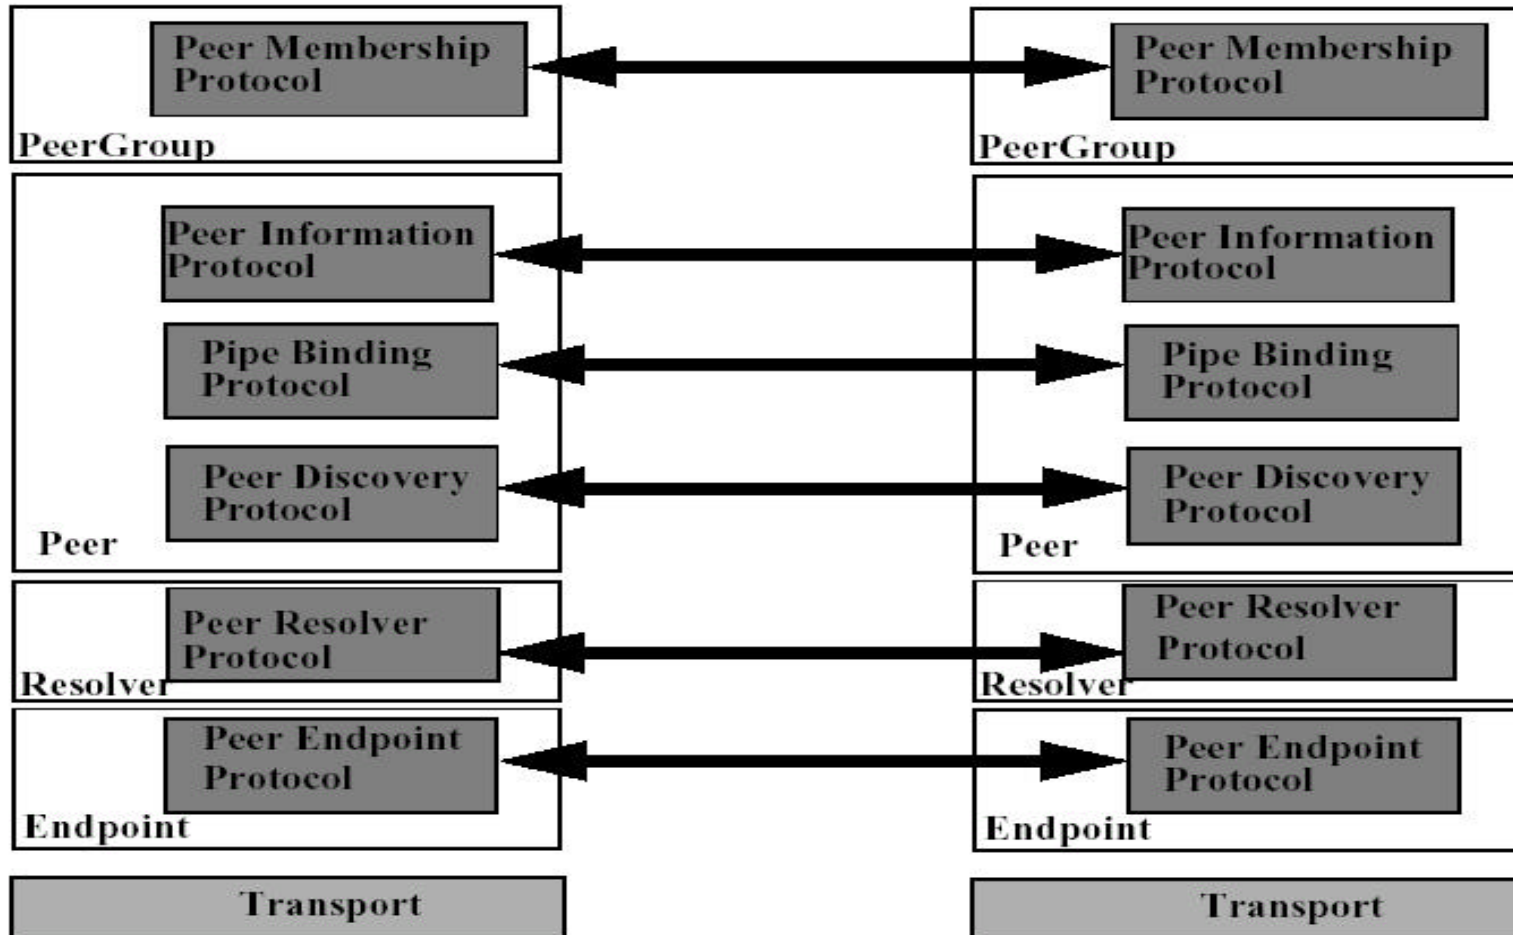 Peer Membership
Protocol
PeerGroup
Peer Information
Protocol
Pipe Binding
Protocol
Peer Discovery
Protocol
Peer
Peer Resolver
Protocol
Resolver
Peer Endpoint
Protocol
Endpoint
Transport
Peer Membership
Protocol
PeerGroup
Peer Information
Protocol
Pipe Binding
Protocol
Peer Discovery
Protocol
Peer
Peer Resolver
Protocol
Resolver
Peer Endpoint
Protocol
Endpoint
Transport